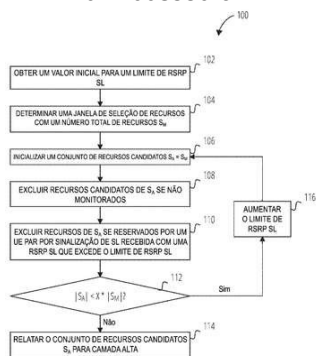 100
102
OBTER UM VALOR INICIAL PARA UM LIMITE DE RSRP
SL
104
DETERMINAR UMA JANELA DE SELEÇÃO DE RECURSOS
COM UM NÚMERO TOTAL DE RECURSOS SM
106
INICIALIZAR UM CONJUNTO DE RECURSOS CANDIDATOS SA = SM
108
EXCLUIR RECURSOS CANDIDATOS DE SA SE NÃO
MONITORADOS
110
EXCLUIR RECURSOS DE SA SE RESERVADOS POR UM
UE PAR POR SINALIZAÇÃO DE SL RECEBIDA COM UMA
RSRP SL QUE EXCEDE O LIMITE DE RSRP SL
116
AUMENTAR
O LIMITE DE
RSRP SL
112
|SA| < X * |SM|?
Sim
Não
114
RELATAR O CONJUNTO DE RECURSOS CANDIDATOS
SA PARA CAMADA ALTA